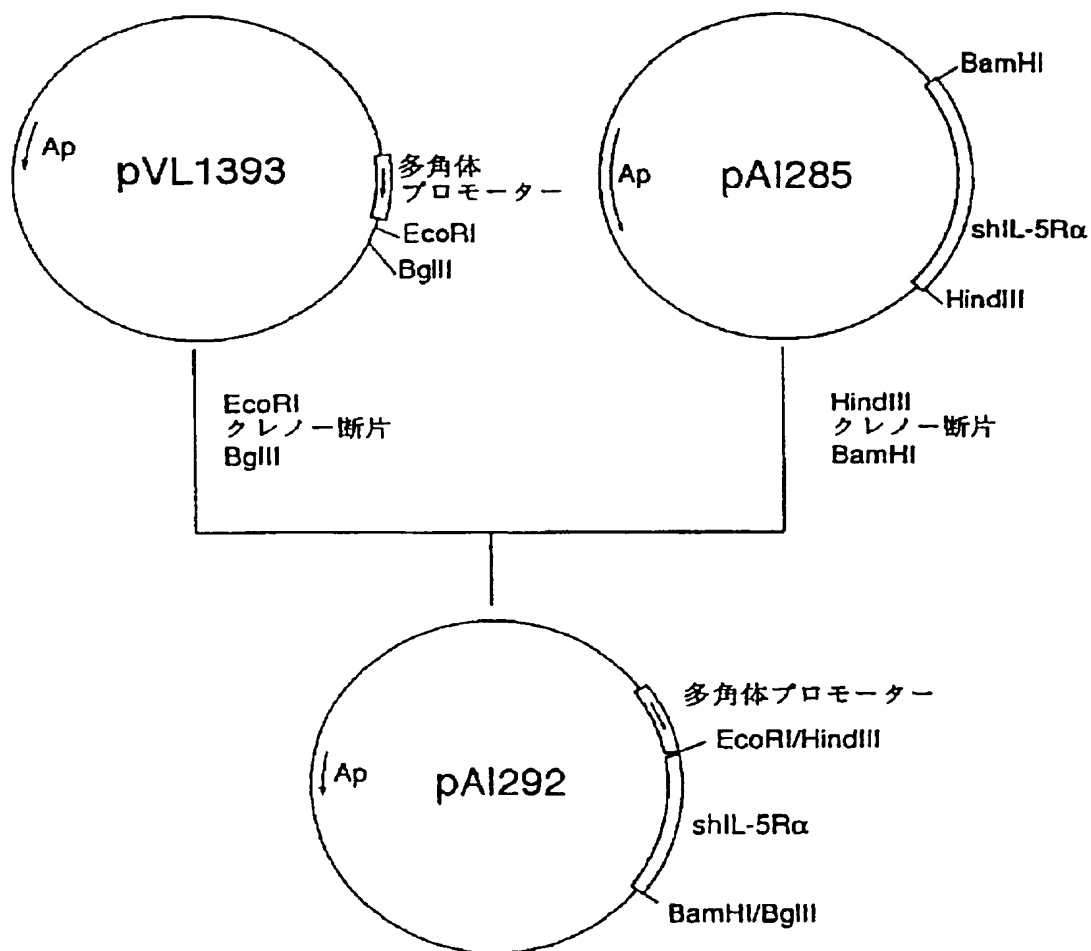 Ap
pVL1393
多角体
プロモーター
EcoRI
BglII
BamHI
Ap
pAI285
shIL-5Rα
HindIII
EcoRI
クレノー断片
BglII
HindIII
クレノー断片
BamHI
多角体プロモーター
EcoRI/HindIII
Ap
pAI292
shIL-5Rα
BamHI/BglII